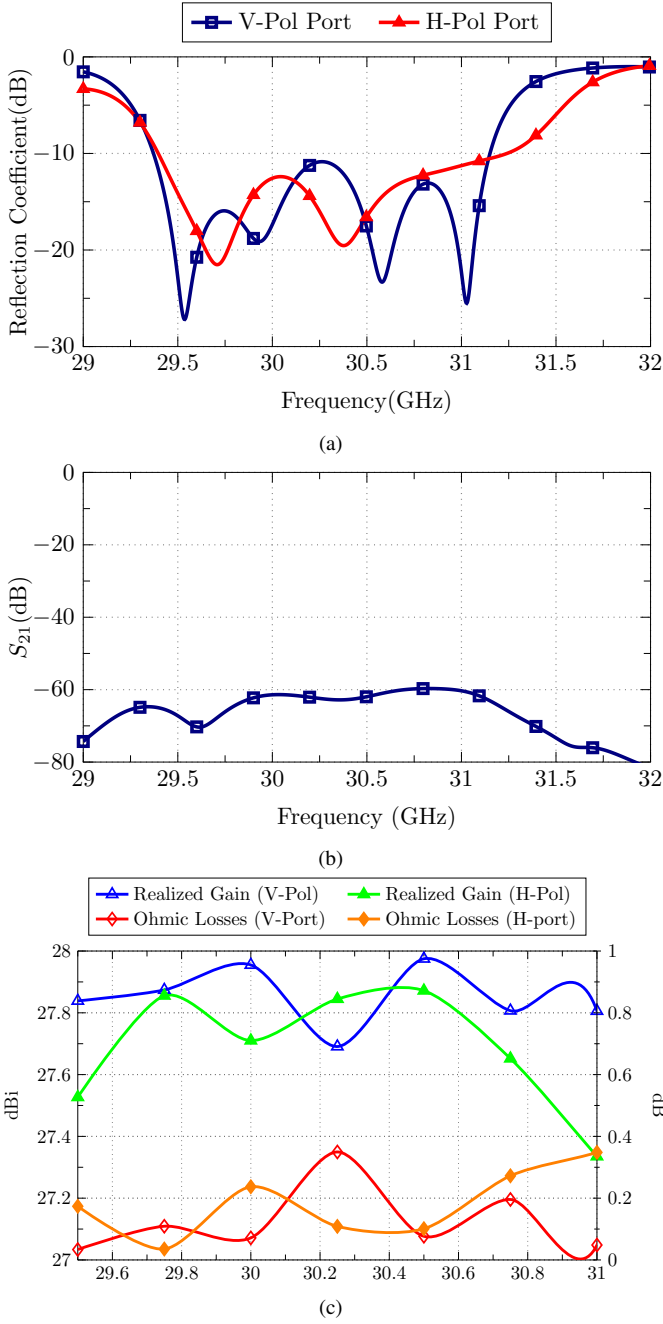 V-Pol Port H-Pol Port
0
−10
−20
−30
Reflection Coefficient(dB)
29 29.5 30 30.5 31 31.5 32
Frequency(GHz)
(a)
0
−20
−40
−60
−80
S21(dB)
29 29.5 30 30.5 31 31.5 32
Frequency (GHz)
(b)
Realized Gain (V-Pol) Realized Gain (H-Pol)
Ohmic Losses (V-Port) Ohmic Losses (H-port)
28 1
27.8 0.8
27.6 0.6
27.4 0.4
27.2 0.2
27 0
dBi
dB
29.6 29.8 30 30.2 30.4 30.6 30.8 31
(c)